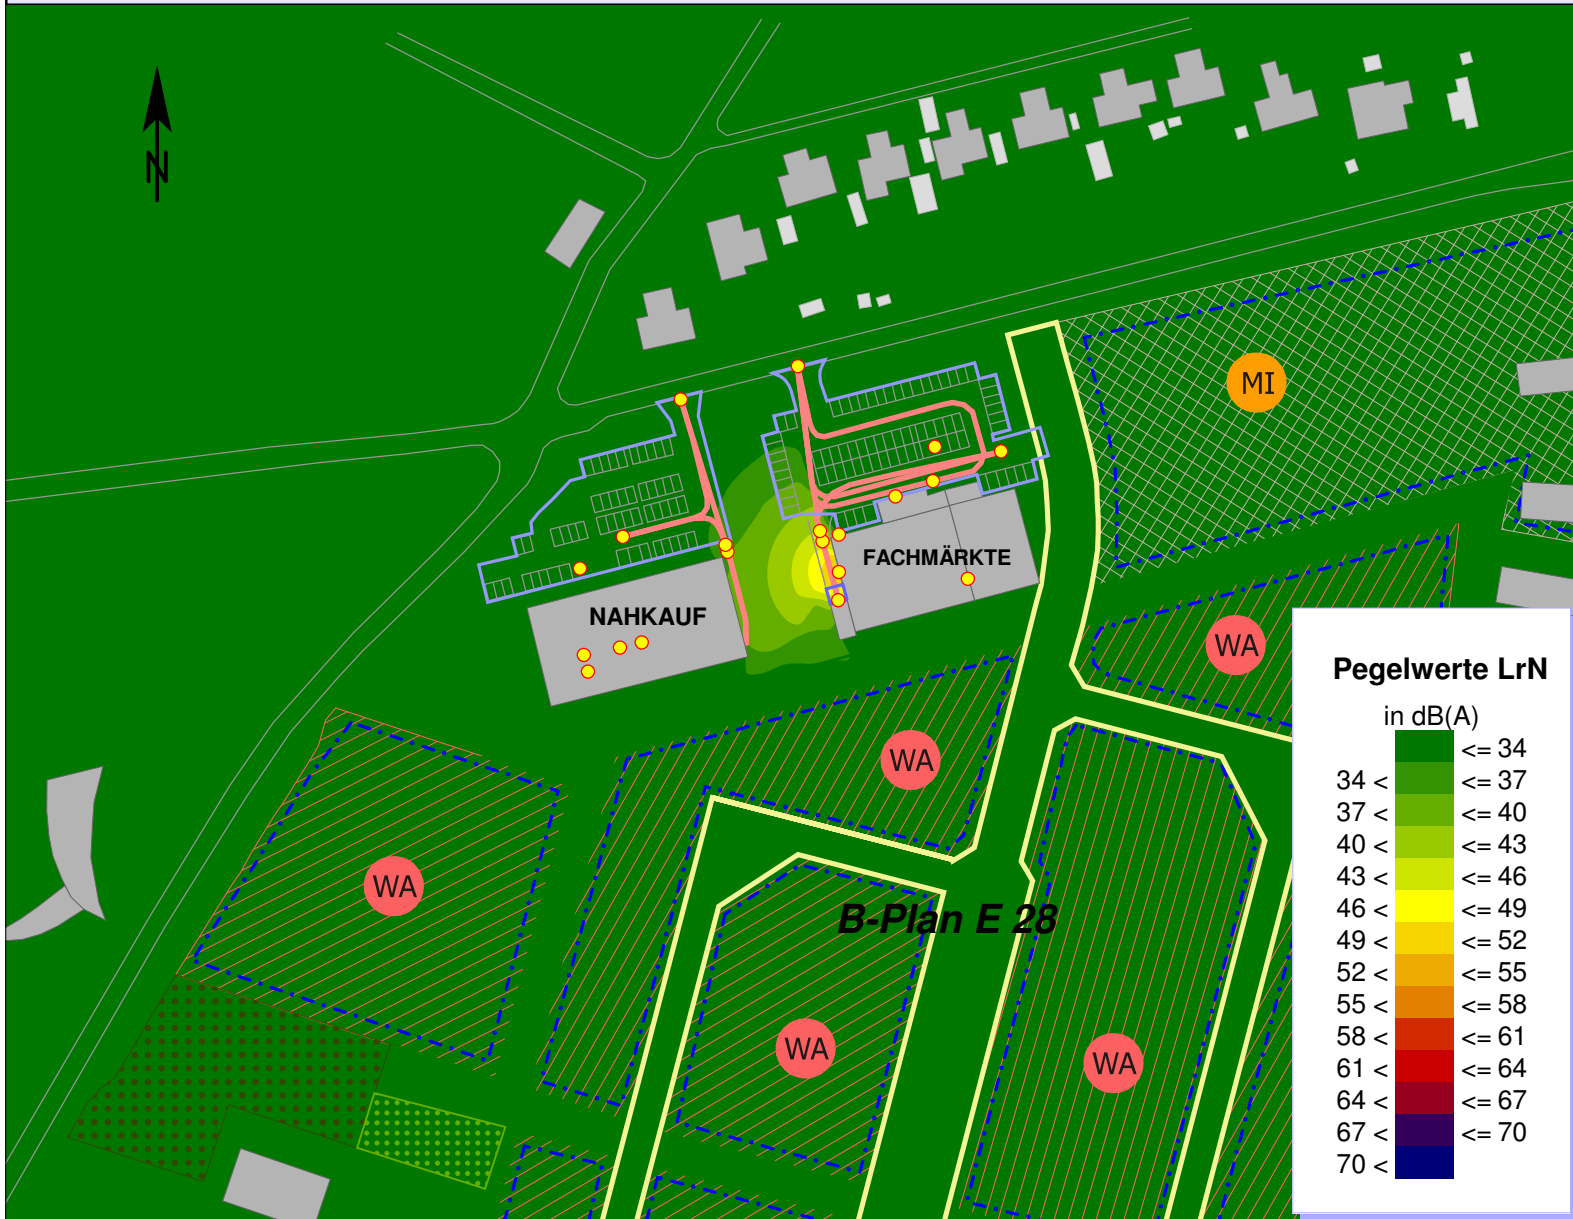 N
MI
FACHMÄRKTE
NAHKAUF
WA
WA
WA
B-Plan E 28
WA
WA
Pegelwerte LrN
in dB(A)
<= 34
34 < <= 37
37 < <= 40
40 < <= 43
43 < <= 46
46 < <= 49
49 < <= 52
52 < <= 55
55 < <= 58
58 < <= 61
61 < <= 64
64 < <= 67
67 < <= 70
70 <